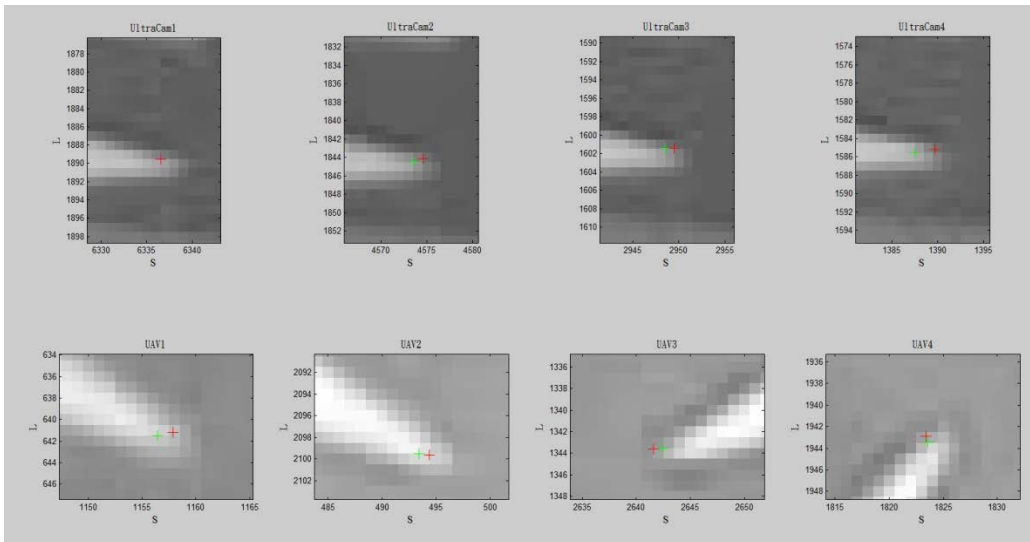 UltraCam1 UltraCam2 UltraCam3 UltraCam4
1878
1880
1882
1884
1886
1888
1890
1892
1894
1896
1898
L
6330 6335 6340
S
1832
1834
1836
1838
1840
1842
1844
1846
1848
1850
1852
L
4570 4575 4580
S
1590
1592
1594
1596
1598
1600
1602
1604
1606
1608
1610
L
2945 2950 2955
S
1574
1576
1578
1580
1582
1584
1586
1588
1590
1592
1594
L
1385 1390 1395
S
UAV1 UAV2 UAV3 UAV4
634
636
638
640
642
644
646
L
1150 1155 1160 1165
S
2092
2094
2096
2098
2100
2102
L
485 490 495 500
S
1336
1338
1340
1342
1344
1346
1348
L
2635 2640 2645 2650
S
1936
1938
1940
1942
1944
1946
1948
L
1815 1820 1825 1830
S